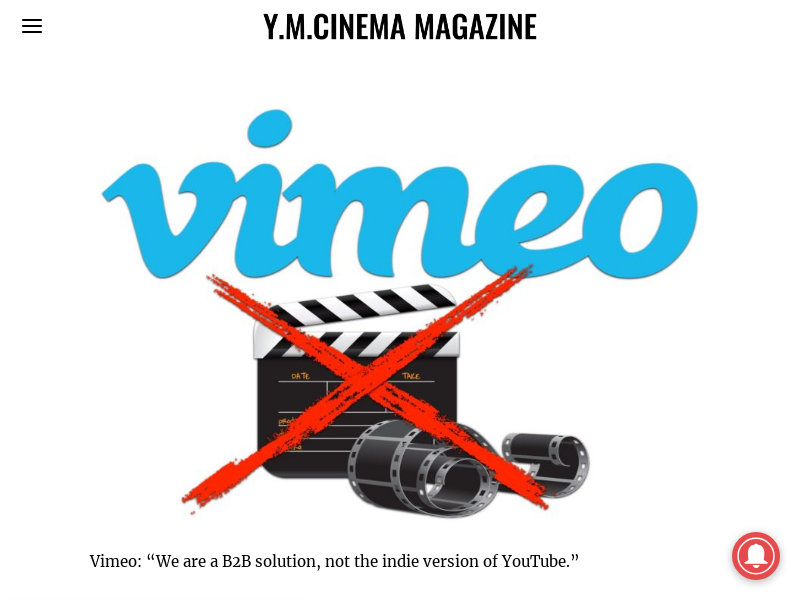 Y.M.CINEMA MAGAZINE
vimeo
DATE TAKE
Vimeo: “We are a B2B solution, not the indie version of YouTube.”